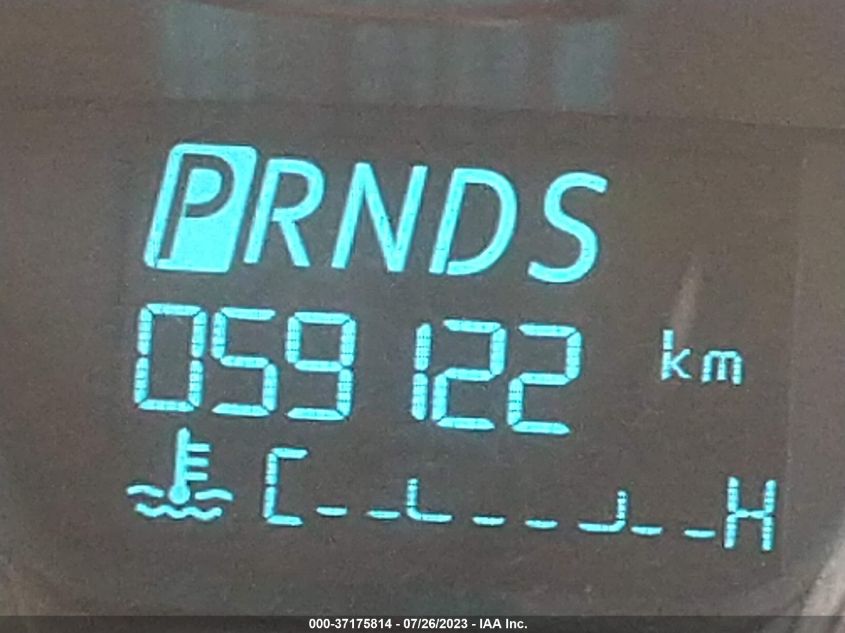 PRNDS
059122 km
C H
000-37175814 - 07/26/2023 - IAA Inc.